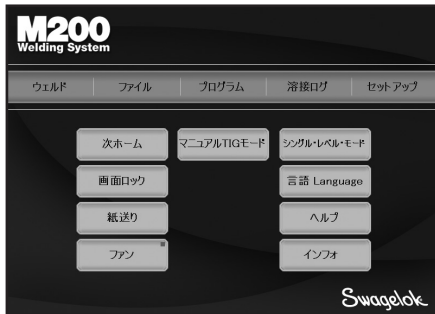 M200
Welding System
ウェルド ファイル プログラム 溶接ログ セットアップ
次ホーム マニュアルTIGモード シングル・レベル・モード
画面ロック 言語 Language
紙送り ヘルプ
ファン インフォ
Swagelok